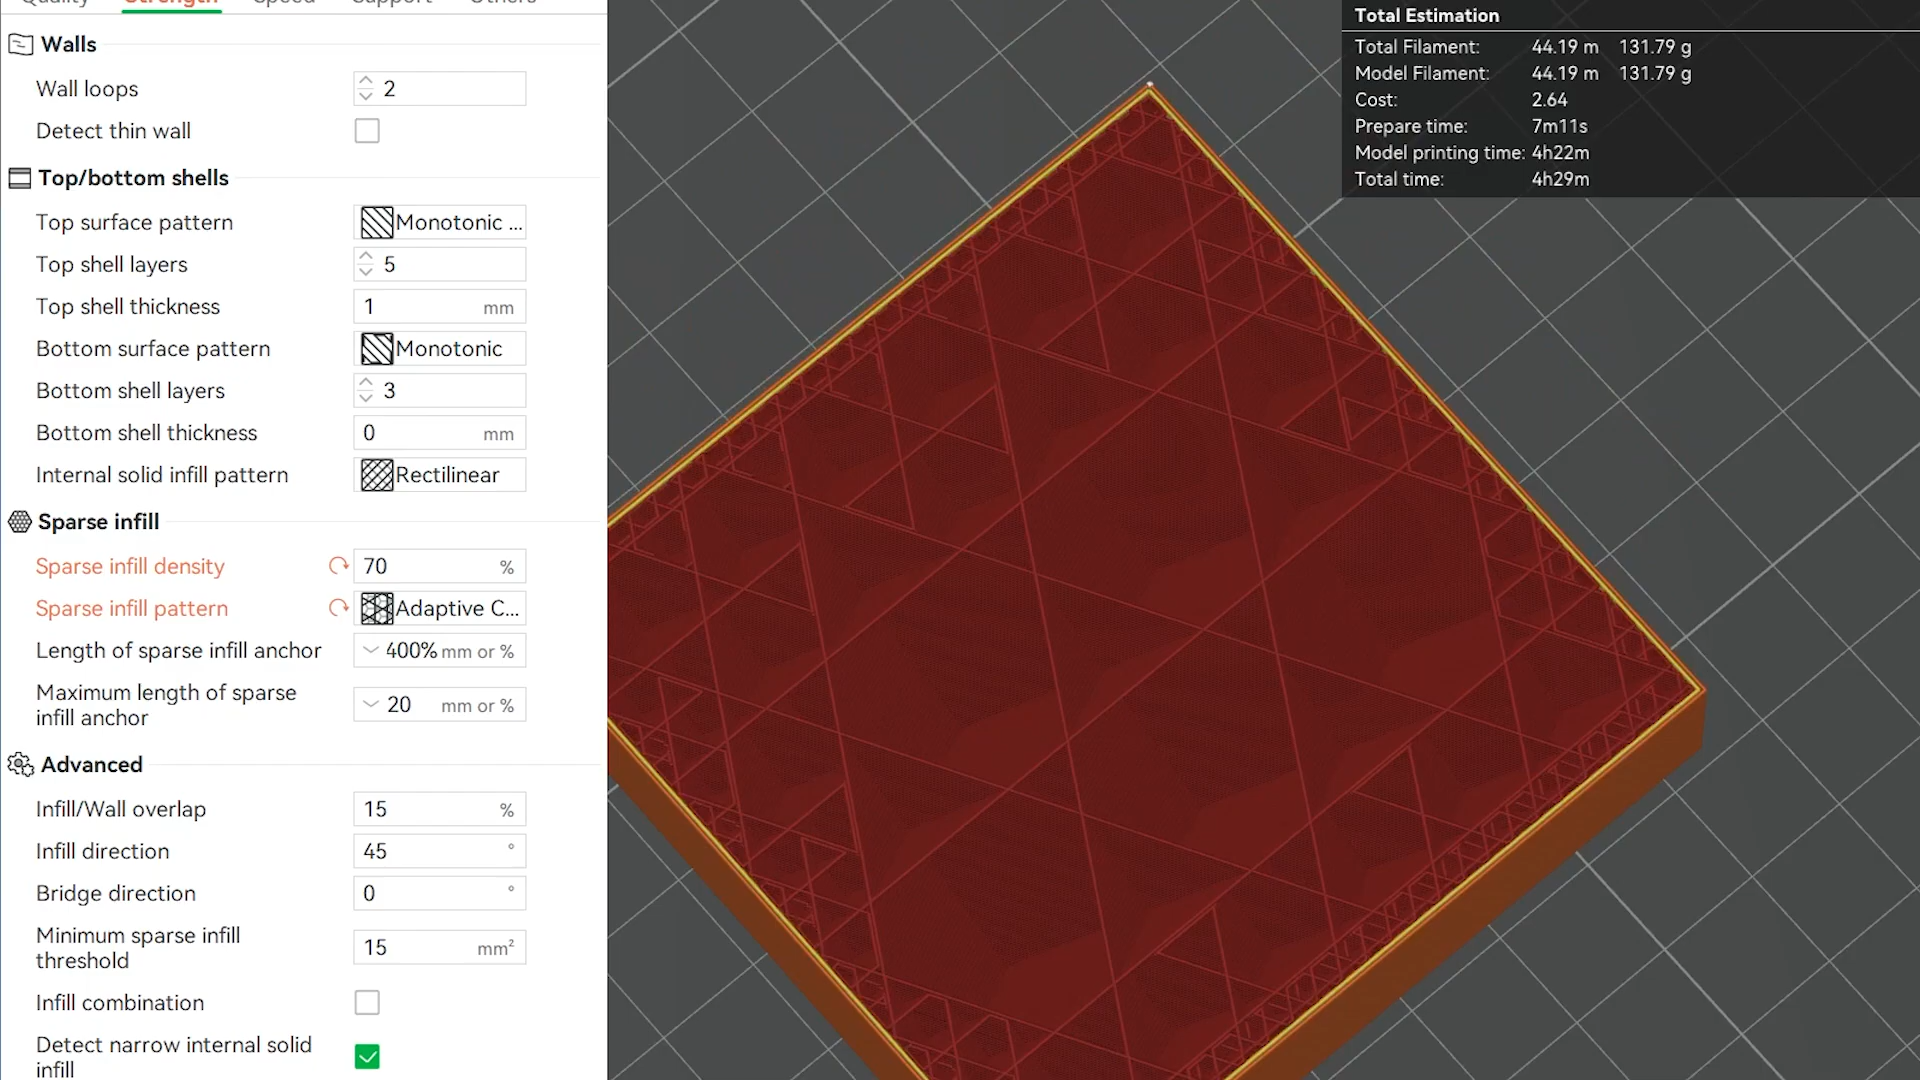 Quality Strength Speed Support Others
Walls
Wall loops 2
Detect thin wall
Top/bottom shells
Top surface pattern Monotonic ...
Top shell layers 5
Top shell thickness 1 mm
Bottom surface pattern Monotonic
Bottom shell layers 3
Bottom shell thickness 0 mm
Internal solid infill pattern Rectilinear
Sparse infill
Sparse infill density 70 %
Sparse infill pattern Adaptive C...
Length of sparse infill anchor 400% mm or %
Maximum length of sparse
infill anchor 20 mm or %
Advanced
Infill/Wall overlap 15 %
Infill direction 45 °
Bridge direction 0 °
Minimum sparse infill
threshold 15 mm²
Infill combination
Detect narrow internal solid
infill
Total Estimation
Total Filament: 44.19 m 131.79 g
Model Filament: 44.19 m 131.79 g
Cost: 2.64
Prepare time: 7m11s
Model printing time: 4h22m
Total time: 4h29m